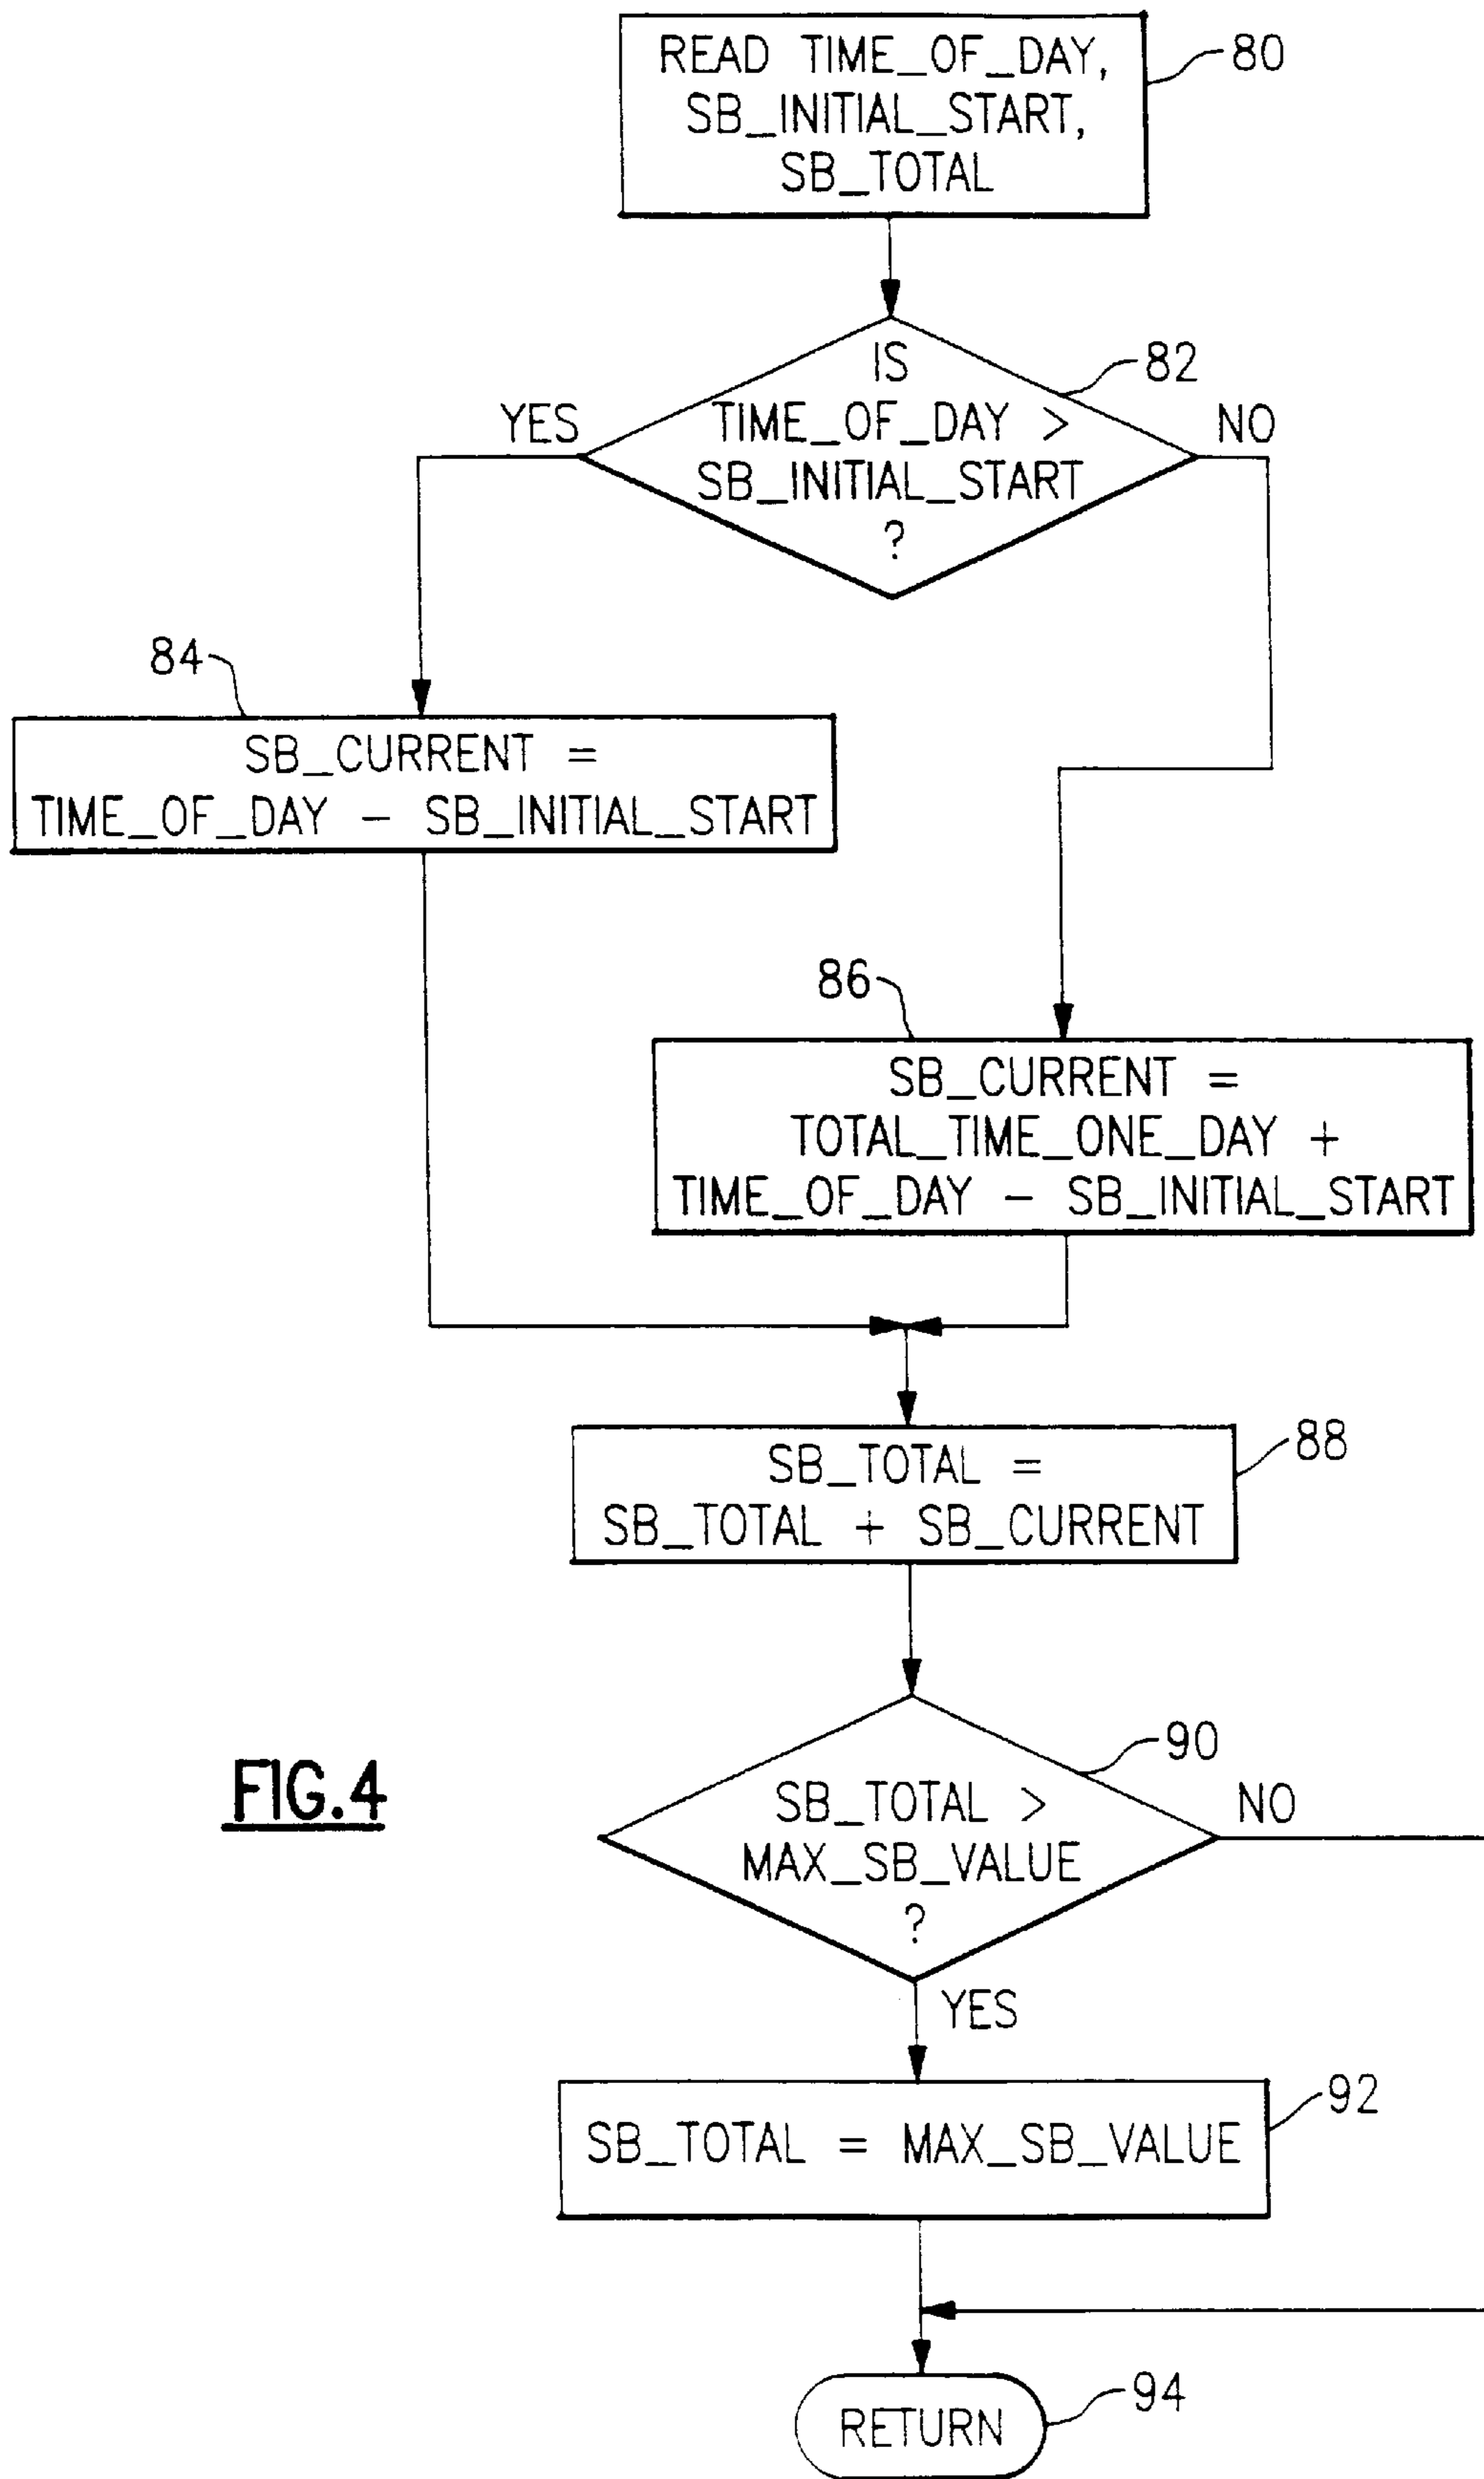 READ TIME_OF_DAY,
SB_INITIAL_START,
SB_TOTAL
80
IS
TIME_OF_DAY >
SB_INITIAL_START
?
82
YES
NO
84
SB_CURRENT =
TIME_OF_DAY - SB_INITIAL_START
86
SB_CURRENT =
TOTAL_TIME_ONE_DAY +
TIME_OF_DAY - SB_INITIAL_START
SB_TOTAL =
SB_TOTAL + SB_CURRENT
88
FIG.4
SB_TOTAL >
MAX_SB_VALUE
?
90
NO
YES
SB_TOTAL = MAX_SB_VALUE
92
RETURN
94